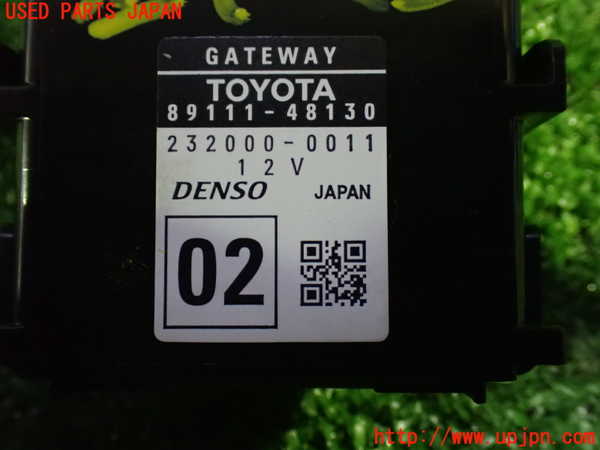 USED PARTS JAPAN
GATEWAY
TOYOTA
89111-48130
232000-0011
12V
DENSO JAPAN
02
http://www.upjpn.com